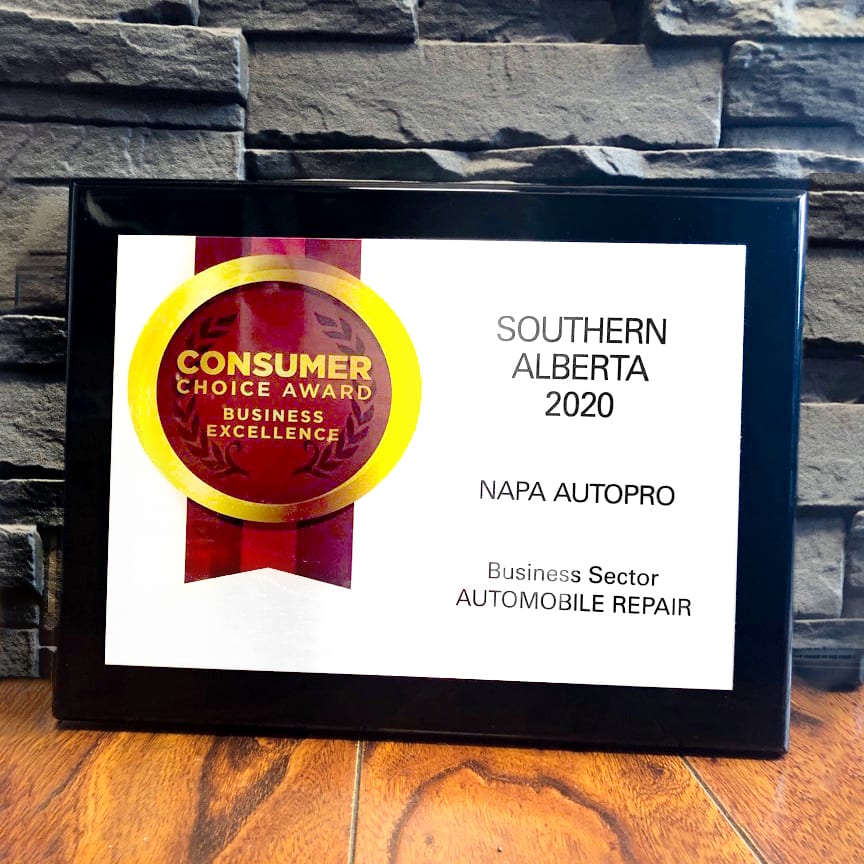 CONSUMER
CHOICE AWARD
BUSINESS
EXCELLENCE
SOUTHERN
ALBERTA
2020
NAPA AUTOPRO
Business Sector
AUTOMOBILE REPAIR